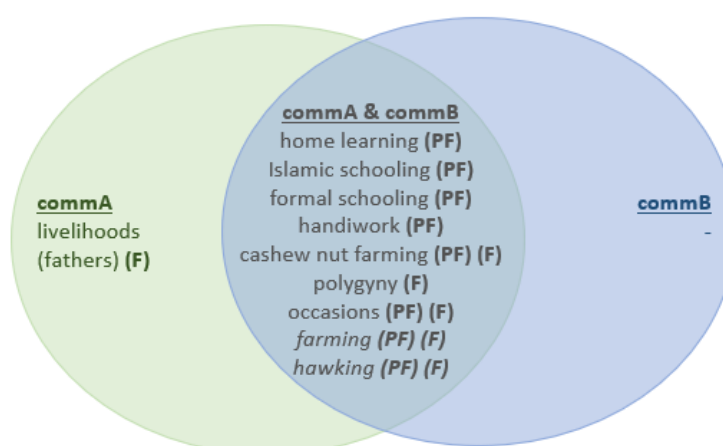 commA & commB
home learning (PF)
Islamic schooling (PF)
formal schooling (PF)
handiwork (PF)
cashew nut farming (PF) (F)
polygyny (F)
occasions (PF) (F)
farming (PF) (F)
hawking (PF) (F)
commA
livelihoods
(fathers) (F)
commB
-